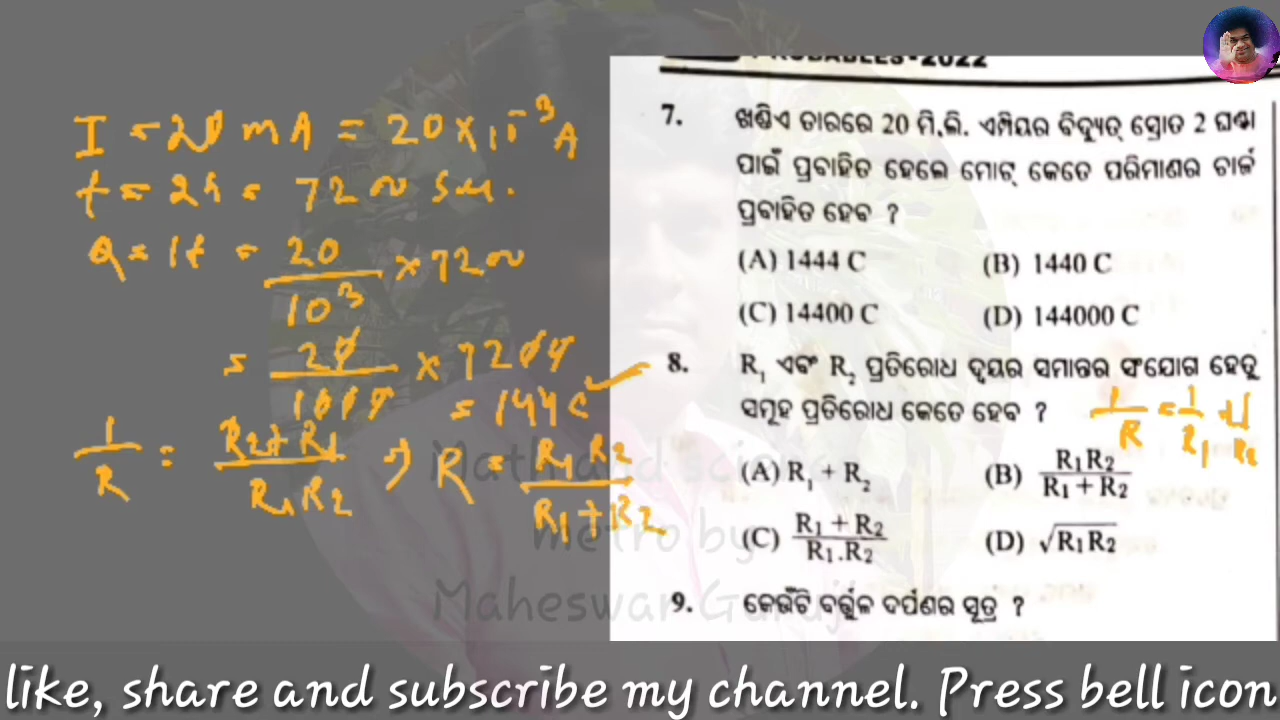 I = 20 mA = 20 × 10⁻³ A
t = 2h = 7200 sec.
Q = It = 20/10³ × 7200
= 20/1000 × 7200
= 144 C
1/R = R2+R1/R1R2 ⇒ R = R1R2/R1+R2
PROBABLES-2022
7. ଖଣ୍ଡିଏ ତାରରେ 20 ମି.ଲି. ଏମ୍ପିୟର ବିଦ୍ୟୁତ୍ ସ୍ରୋତ 2 ଘଣ୍ଟା
ପାଇଁ ପ୍ରବାହିତ ହେଲେ ମୋଟ୍ କେତେ ପରିମାଣର ଚାର୍ଜ
ପ୍ରବାହିତ ହେବ ?
(A) 1444 C (B) 1440 C
(C) 14400 C (D) 144000 C
8. R₁ ଏବଂ R₂ ପ୍ରତିରୋଧ ଦ୍ୱୟର ସମାନ୍ତର ସଂଯୋଗ ହେତୁ
ସମୂହ ପ୍ରତିରୋଧ କେତେ ହେବ ?
1/R = 1/R1 + 1/R2
(A) R₁ + R₂ (B) R₁R₂/R₁ + R₂
(C) R₁ + R₂/R₁.R₂ (D) √R₁R₂
9. କେଉଁଟି ବର୍ତ୍ତୁଳ ଦର୍ପଣର ସୂତ୍ର ?
Math and science
metro by
Maheswar Guruji
like, share and subscribe my channel. Press bell icon